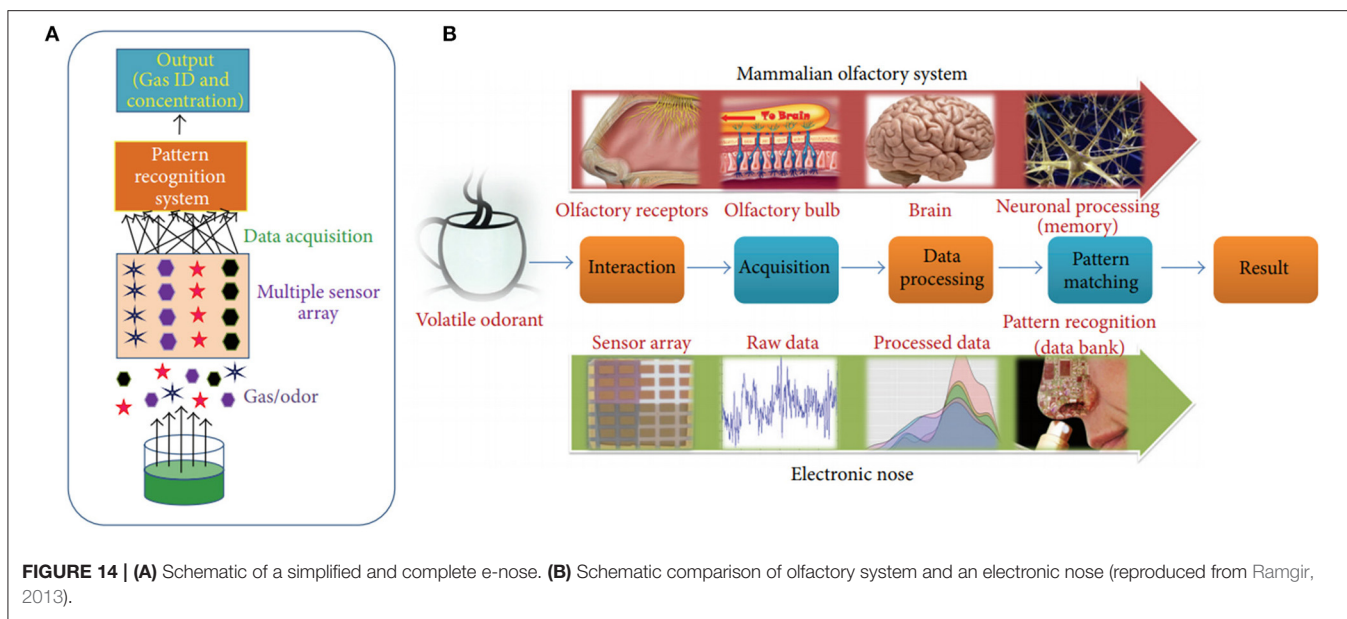 A
Output
(Gas ID and
concentration)
Pattern
recognition
system
Data acquisition
Multiple sensor
array
Gas/odor
B
Mammalian olfactory system
To Brain
Olfactory receptors
Olfactory bulb
Brain
Neuronal processing
(memory)
Interaction
Acquisition
Data
processing
Pattern
matching
Result
Volatile odorant
Sensor array
Raw data
Processed data
Pattern recognition
(data bank)
Electronic nose
FIGURE 14 | (A) Schematic of a simplified and complete e-nose. (B) Schematic comparison of olfactory system and an electronic nose (reproduced from Ramgir,
2013).